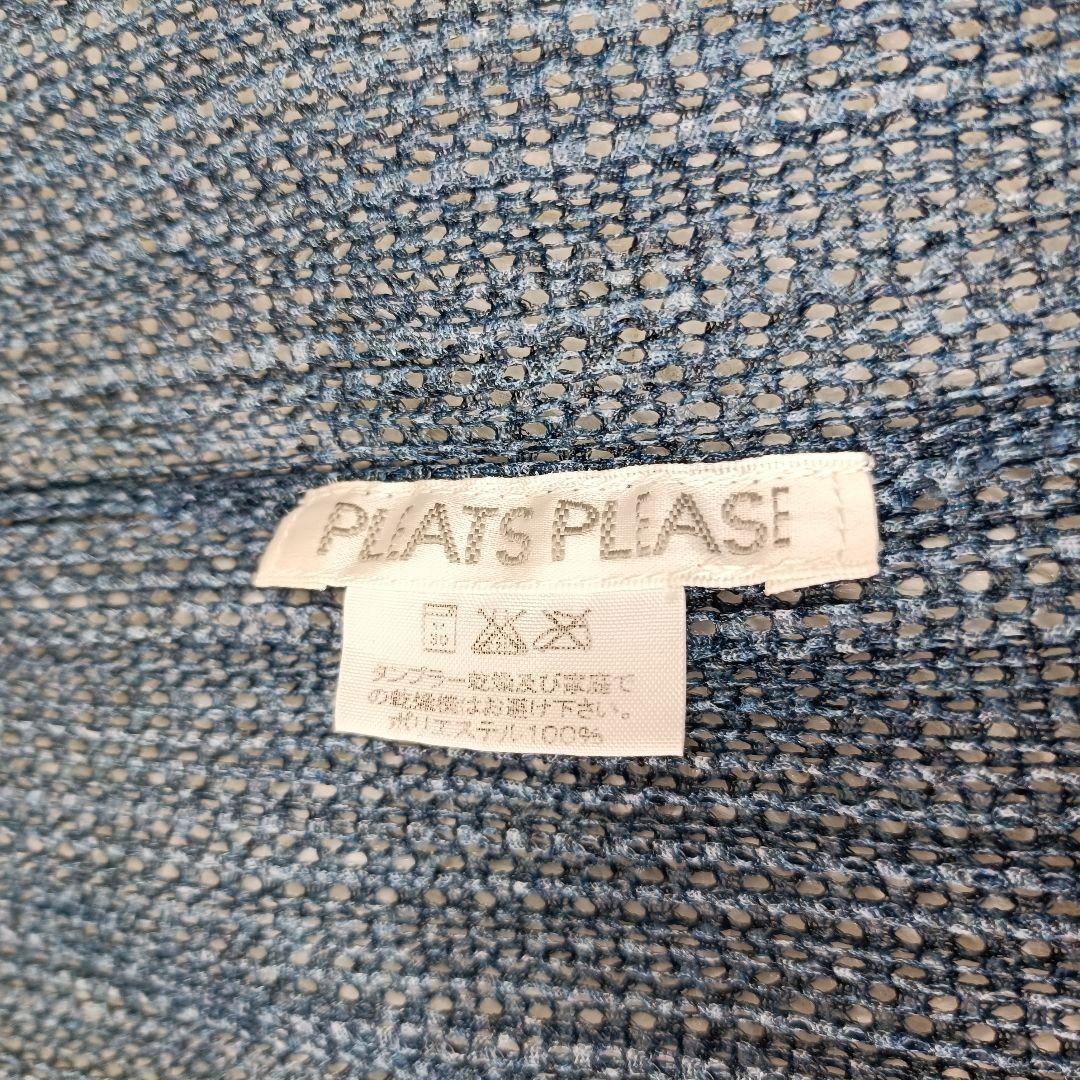 PLEATS PLEASE
30
タンブラー乾燥及び家庭で
の乾燥機はお避け下さい。
ポリエステル100%